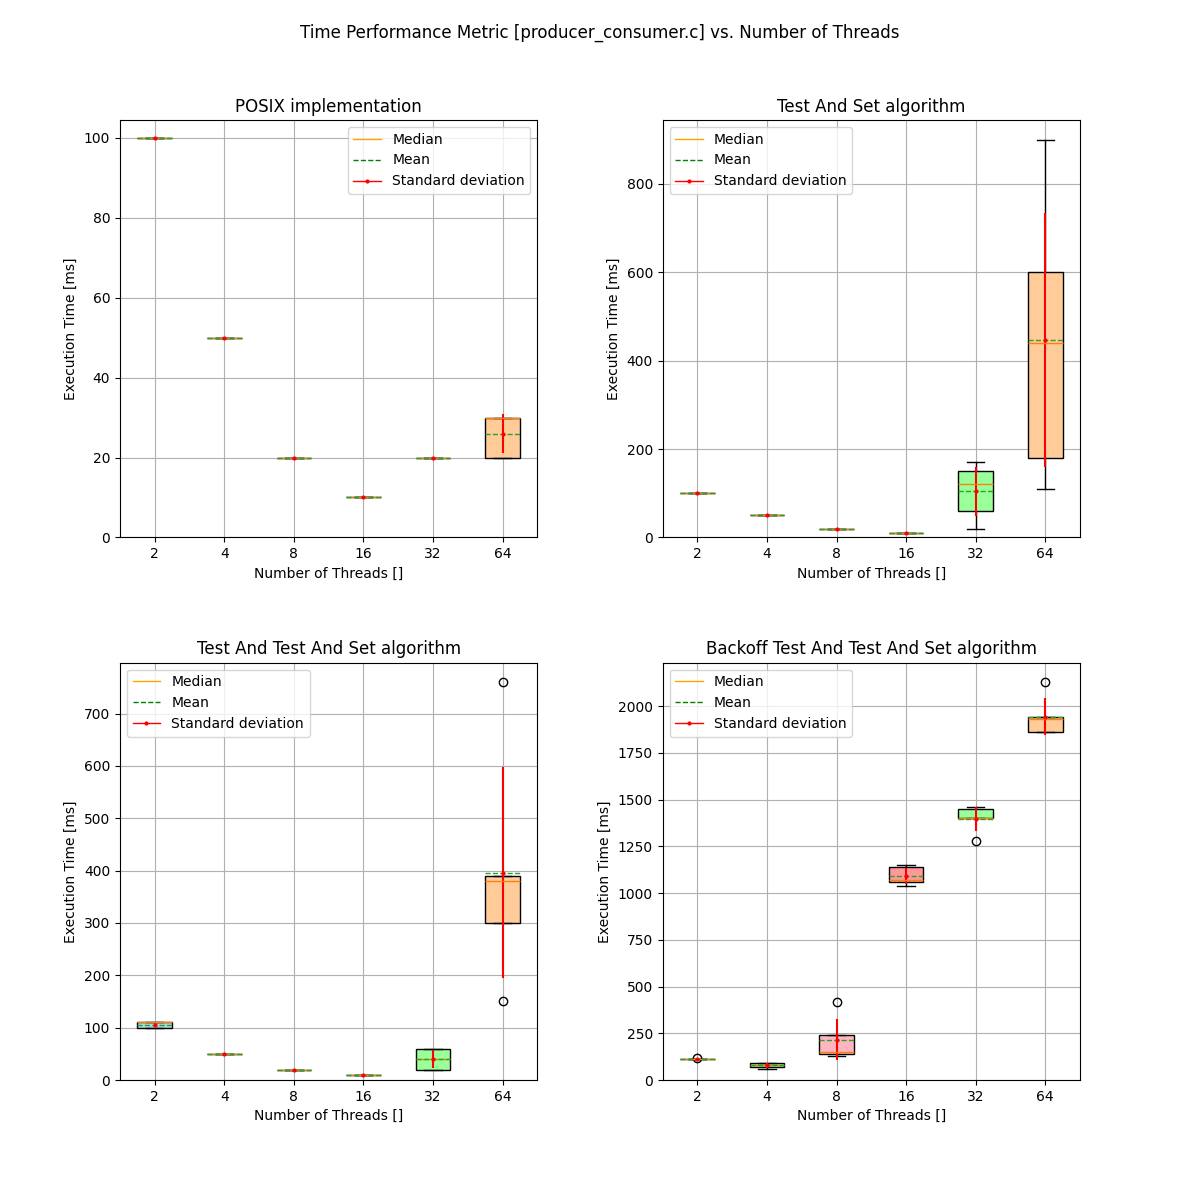 Time Performance Metric [producer_consumer.c] vs. Number of Threads
POSIX implementation
Median
Mean
Standard deviation
100
80
60
40
20
0
Execution Time [ms]
2 4 8 16 32 64
Number of Threads []
Test And Set algorithm
Median
Mean
Standard deviation
800
600
400
200
0
Execution Time [ms]
2 4 8 16 32 64
Number of Threads []
Test And Test And Set algorithm
Median
Mean
Standard deviation
700
600
500
400
300
200
100
0
Execution Time [ms]
2 4 8 16 32 64
Number of Threads []
Backoff Test And Test And Set algorithm
Median
Mean
Standard deviation
2000
1750
1500
1250
1000
750
500
250
0
Execution Time [ms]
2 4 8 16 32 64
Number of Threads []